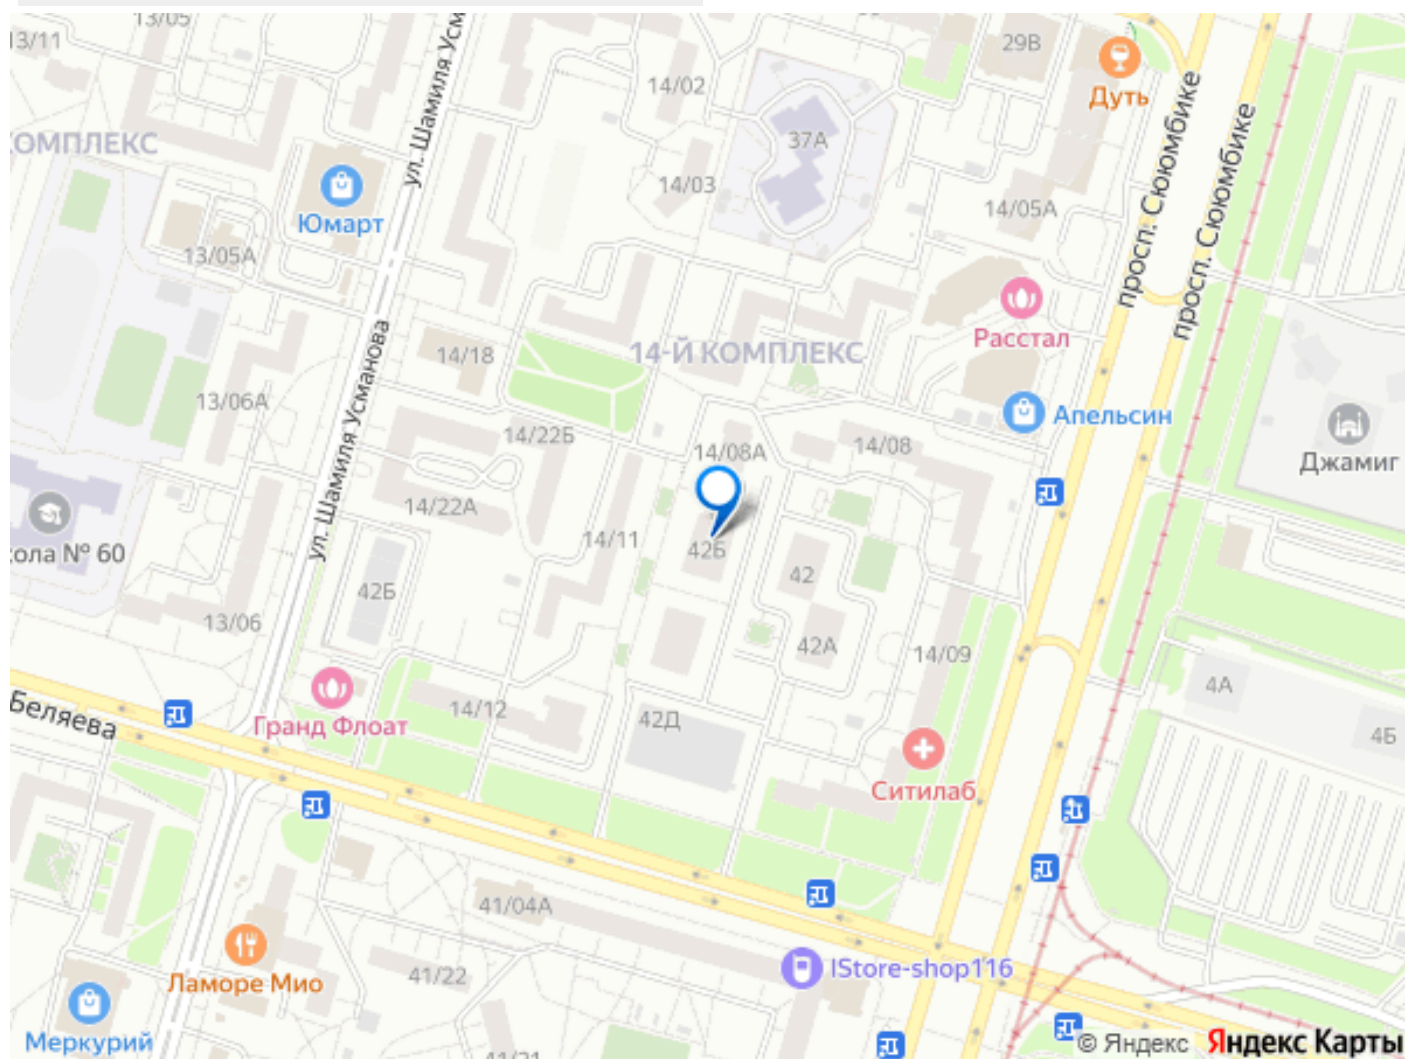 13/05
13/11
ул. Шамиля Усм
29В
Дуть
14/02
37А
ОМПЛЕКС
просп. Сююмбике
просп. Сююмбике
14/03
14/05А
Юмарт
13/05А
Расстал
14-Й КОМПЛЕКС
14/18
ул. Шамиля Усманова
13/06А
Апельсин
14/22Б
14/08А
14/08
Джамиг
14/22А
14/11
42Б
кола № 60
42
42Б
13/06
42А
14/09
4А
Беляева
Гранд Флоат
14/12
42Д
4Б
Ситилаб
41/04А
IStore-shop116
41/22
Ламоре Мио
Меркурий
41/21
© Яндекс Яндекс Карты